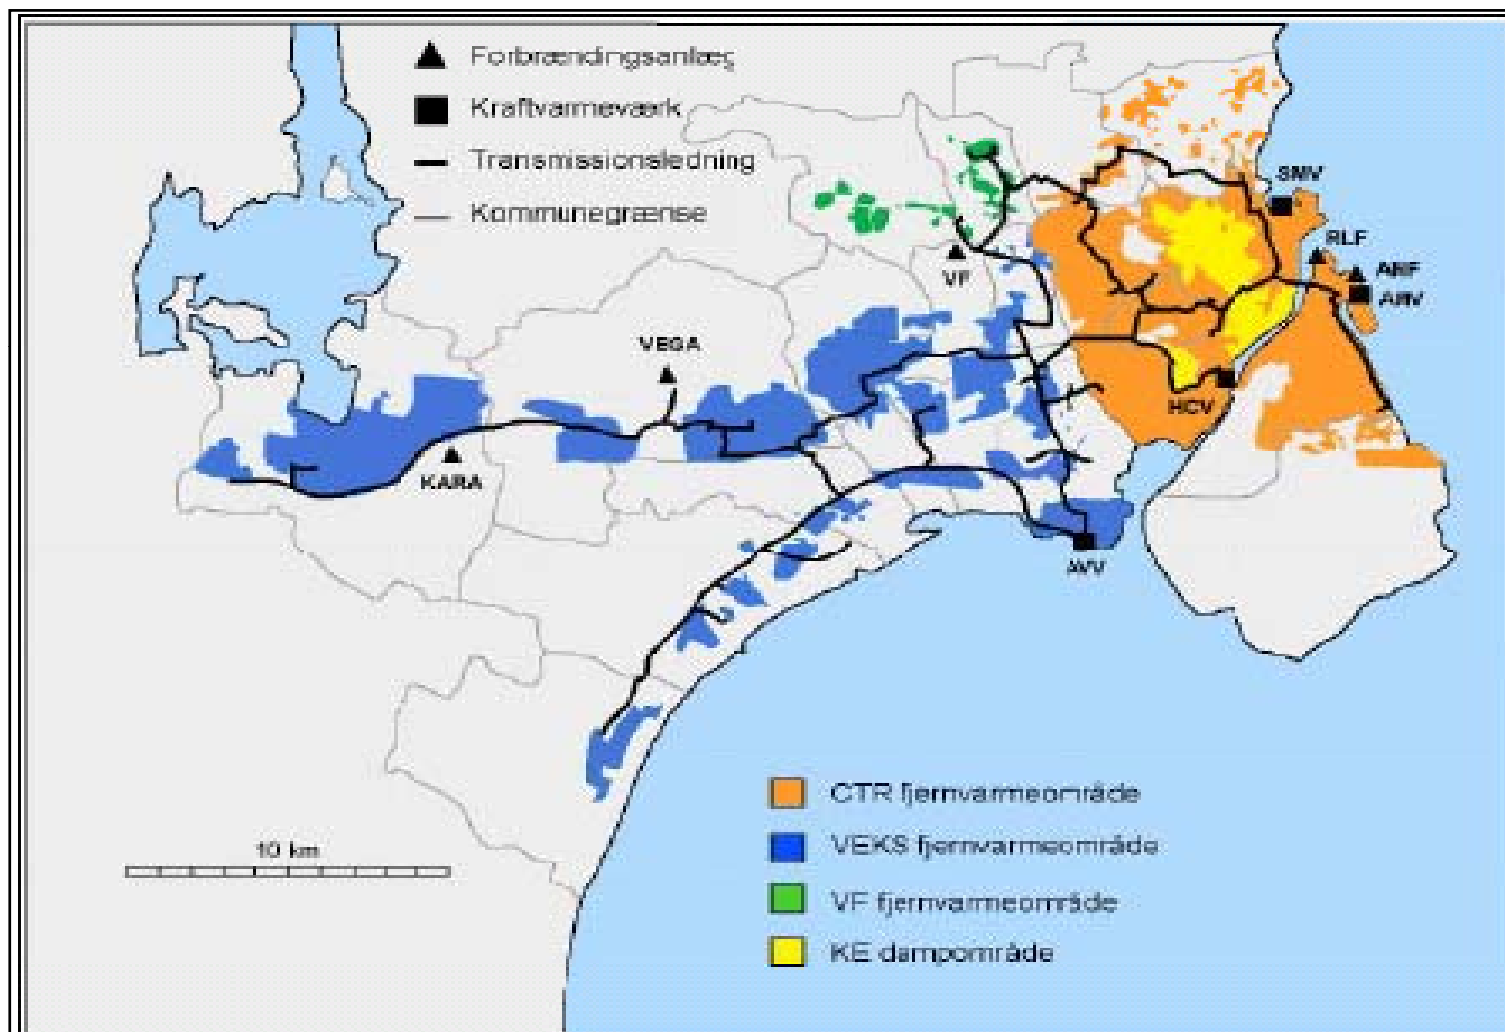 Forbrændingsanlæg
Kraftvarmeværk
Transmissionsledning
Kommunegrænse
SMV
RLF
AMF
AMV
VF
VEGA
HCV
KARA
AVV
CTR fjernvarmeområde
10 km
VEKS fjernvarmeområde
VF fjernvarmeområde
KE dampområde